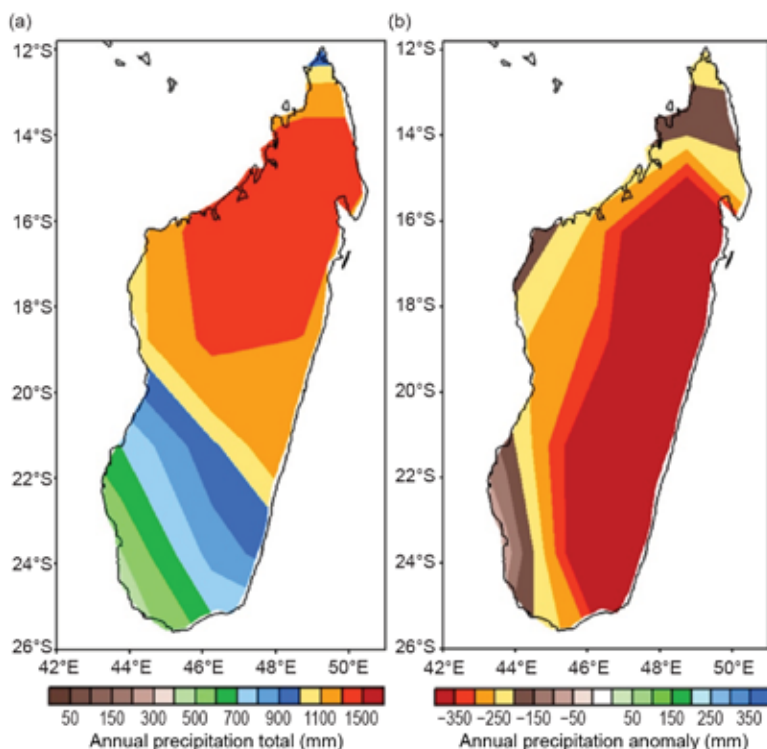 (a)
12°S
14°S
16°S
18°S
20°S
22°S
24°S
26°S
42°E 44°E 46°E 48°E 50°E
50 150 300 500 700 900 1100 1500
Annual precipitation total (mm)
(b)
12°S
14°S
16°S
18°S
20°S
22°S
24°S
26°S
42°E 44°E 46°E 48°E 50°E
−350 −250 −150 −50 50 150 250 350
Annual precipitation anomaly (mm)